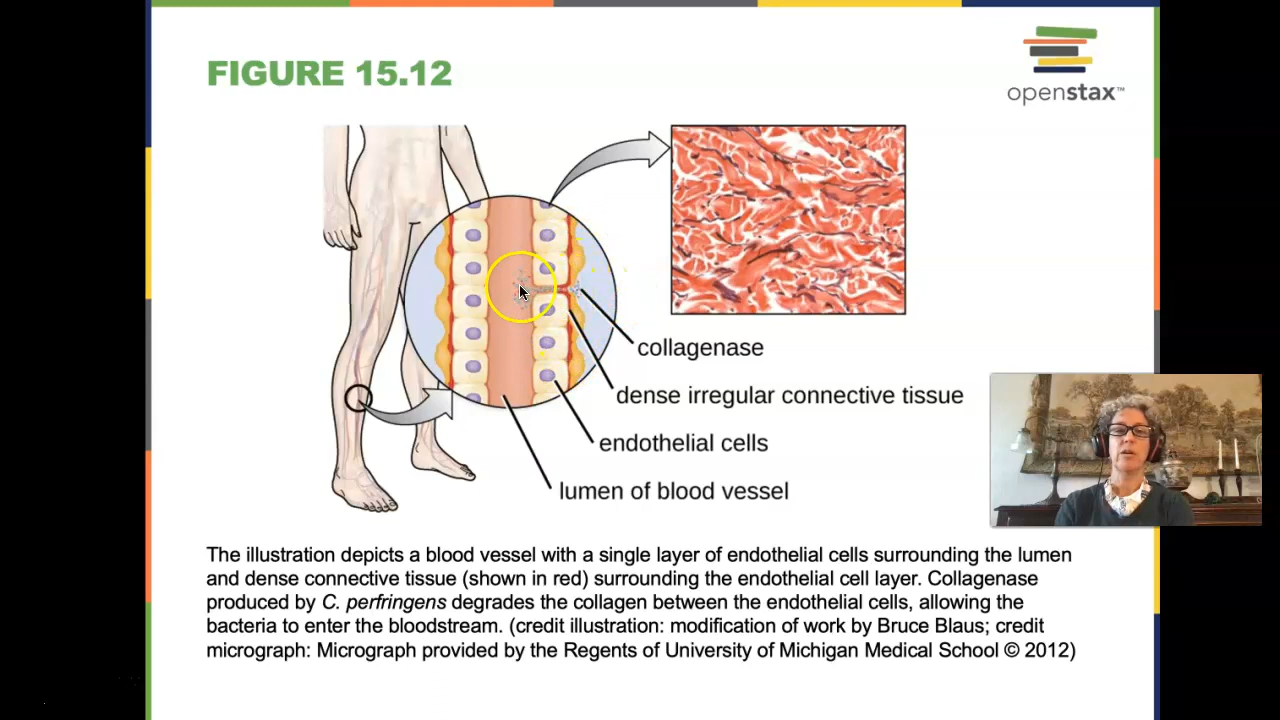 FIGURE 15.12
openstax™
collagenase
dense irregular connective tissue
endothelial cells
lumen of blood vessel
The illustration depicts a blood vessel with a single layer of endothelial cells surrounding the lumen
and dense connective tissue (shown in red) surrounding the endothelial cell layer. Collagenase
produced by C. perfringens degrades the collagen between the endothelial cells, allowing the
bacteria to enter the bloodstream. (credit illustration: modification of work by Bruce Blaus; credit
micrograph: Micrograph provided by the Regents of University of Michigan Medical School © 2012)